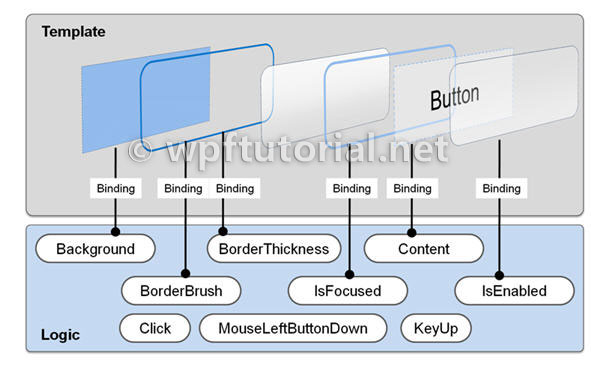 Template
Button
© wpftutorial.net
Binding Binding Binding Binding Binding Binding
Background BorderThickness Content
BorderBrush IsFocused IsEnabled
Click MouseLeftButtonDown KeyUp
Logic